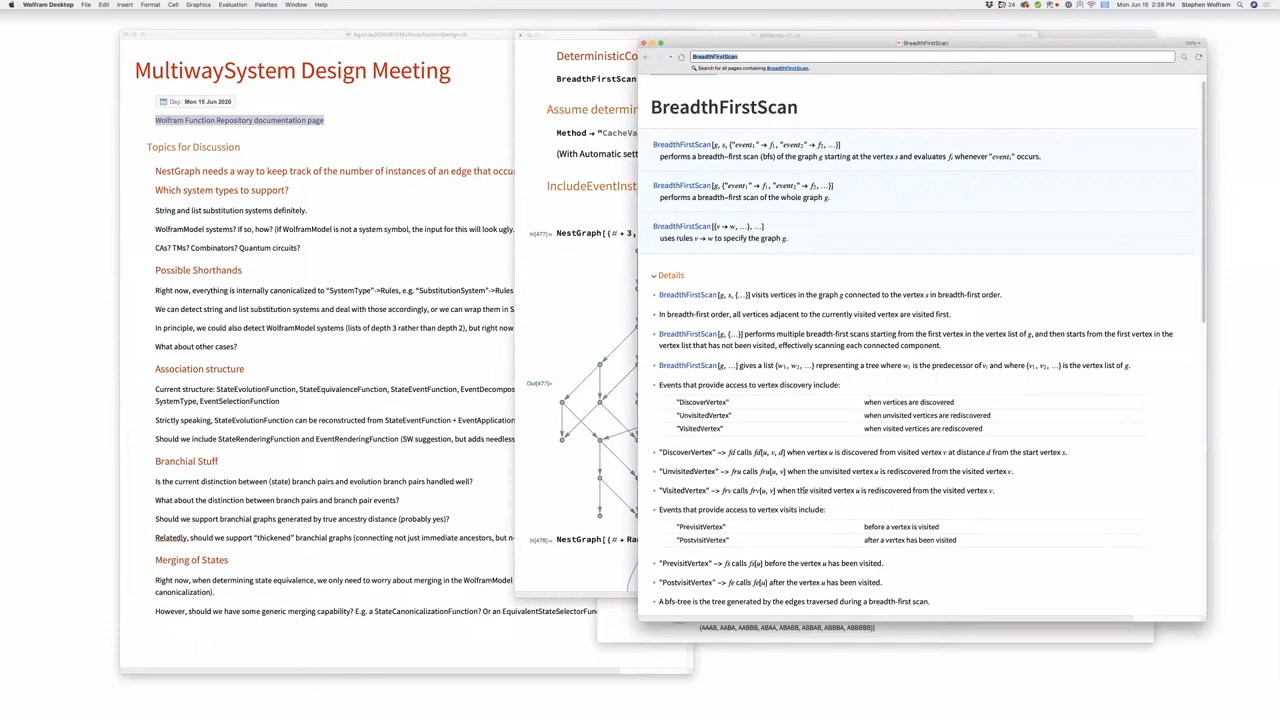 Wolfram Desktop File Edit Insert Format Cell Graphics Evaluation Palettes Window Help
24 Mon Jun 15 2:38 PM Stephen Wolfram
MultiwaySystem Design Meeting
Day: Mon 15 Jun 2020
Wolfram Function Repository documentation page
Topics for Discussion
NestGraph needs a way to keep track of the number of instances of an edge that occur
Which system types to support?
String and list substitution systems definitely.
WolframModel systems? If so, how? (If WolframModel is not a system symbol, the input for this will look ugly.
CAs? TMs? Combinators? Quantum circuits?
Possible Shorthands
Right now, everything is internally canonicalized to "SystemType"->Rules, e.g. "SubstitutionSystem"->Rules
We can detect string and list substitution systems and deal with those accordingly, or we can wrap them in S
In principle, we could also detect WolframModel systems (lists of depth 3 rather than depth 2), but right now
What about other cases?
Association structure
Current structure: StateEvolutionFunction, StateEquivalenceFunction, StateEventFunction, EventDecompos
SystemType, EventSelectionFunction
Strictly speaking, StateEvolutionFunction can be reconstructed from StateEventFunction + EventApplication
Should we include StateRenderingFunction and EventRenderingFunction (SW suggestion, but adds needless
Branchial Stuff
Is the current distinction between (state) branch pairs and evolution branch pairs handled well?
What about the distinction between branch pairs and branch pair events?
Should we support branchial graphs generated by true ancestry distance (probably yes)?
Relatedly, should we support "thickened" branchial graphs (connecting not just immediate ancestors, but n-
Merging of States
Right now, when determining state equivalence, we only need to worry about merging in the WolframModel
canonicalization).
However, should we have some generic merging capability? E.g. a StateCanonicalizationFunction? Or an EquivalentStateSelectorFunc
DeterministicCo
BreadthFirstScan
Assume determin
Method → "CacheVa
(With Automatic sett
IncludeEventInst
In[477]:= NestGraph[{# + 3,
Out[477]=
In[478]:= NestGraph[{# + Ran
{AAAB, AABA, AABBB, ABAA, ABABB, ABBAB, ABBBA, ABBBBB}}
BreadthFirstScan
BreadthFirstScan
Search for all pages containing BreadthFirstScan.
BreadthFirstScan
BreadthFirstScan[g, s, {"event₁" → f₁, "event₂" → f₂, …}]
performs a breadth-first scan (bfs) of the graph g starting at the vertex s and evaluates fᵢ whenever "eventᵢ" occurs.
BreadthFirstScan[g, {"event₁" → f₁, "event₂" → f₂, …}]
performs a breadth-first scan of the whole graph g.
BreadthFirstScan[{v → w, …}, …]
uses rules v → w to specify the graph g.
Details
BreadthFirstScan[g, s, {…}] visits vertices in the graph g connected to the vertex s in breadth-first order.
In breadth-first order, all vertices adjacent to the currently visited vertex are visited first.
BreadthFirstScan[g, {…}] performs multiple breadth-first scans starting from the first vertex in the vertex list of g, and then starts from the first vertex in the
vertex list that has not been visited, effectively scanning each connected component.
BreadthFirstScan[g, …] gives a list {w₁, w₂, …} representing a tree where wᵢ is the predecessor of vᵢ and where {v₁, v₂, …} is the vertex list of g.
Events that provide access to vertex discovery include:
"DiscoverVertex" when vertices are discovered
"UnvisitedVertex" when unvisited vertices are rediscovered
"VisitedVertex" when visited vertices are rediscovered
"DiscoverVertex" -> fd calls fd[u, v, d] when vertex u is discovered from visited vertex v at distance d from the start vertex s.
"UnvisitedVertex" -> fru calls fru[u, v] when the unvisited vertex u is rediscovered from the visited vertex v.
"VisitedVertex" -> frv calls frv[u, v] when the visited vertex u is rediscovered from the visited vertex v.
Events that provide access to vertex visits include:
"PrevisitVertex" before a vertex is visited
"PostvisitVertex" after a vertex has been visited
"PrevisitVertex" -> fs calls fs[u] before the vertex u has been visited.
"PostvisitVertex" -> fe calls fe[u] after the vertex u has been visited.
A bfs-tree is the tree generated by the edges traversed during a breadth-first scan.